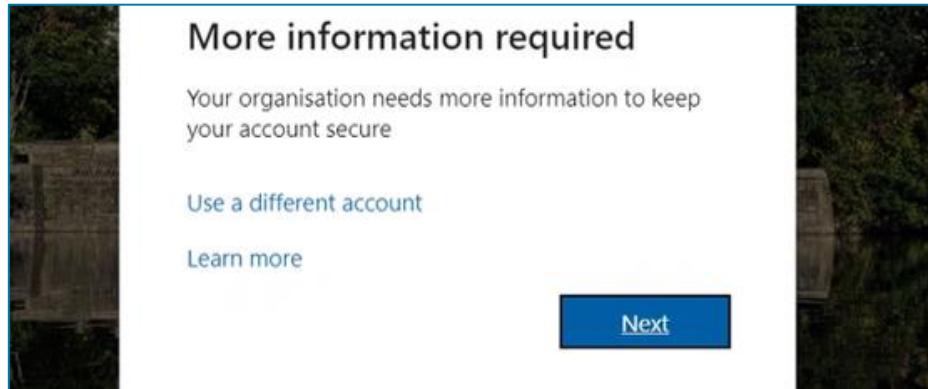 More information required
Your organisation needs more information to keep
your account secure
Use a different account
Learn more
Next